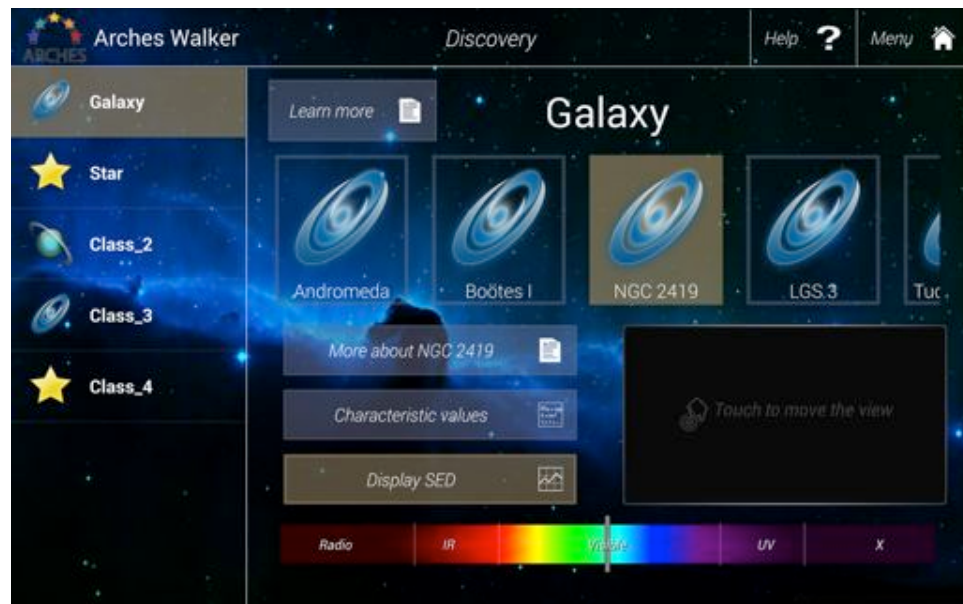 ARCHES
Arches Walker
Discovery
Help ?
Menu
Galaxy
Star
Class_2
Class_3
Class_4
Learn more
Galaxy
Andromeda
Boötes I
NGC 2419
LGS 3
Tuc
More about NGC 2419
Characteristic values
Display SED
Touch to move the view
Radio
IR
Visible
UV
X